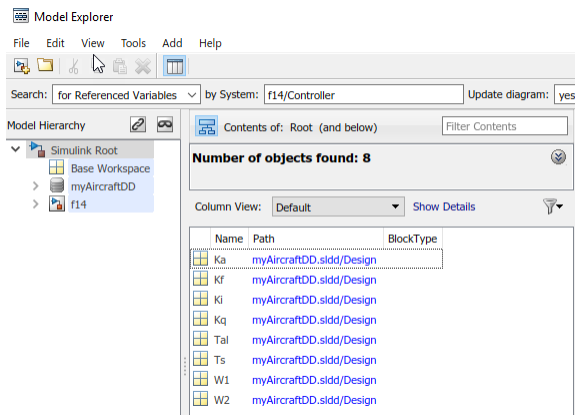 Model Explorer
File Edit View Tools Add Help
Search: for Referenced Variables by System: f14/Controller Update diagram: yes
Model Hierarchy
Contents of: Root (and below) Filter Contents
Simulink Root
Base Workspace
myAircraftDD
f14
Number of objects found: 8
Column View: Default Show Details
Name Path BlockType
Ka myAircraftDD.sldd/Design
Kf myAircraftDD.sldd/Design
Ki myAircraftDD.sldd/Design
Kq myAircraftDD.sldd/Design
Tal myAircraftDD.sldd/Design
Ts myAircraftDD.sldd/Design
W1 myAircraftDD.sldd/Design
W2 myAircraftDD.sldd/Design